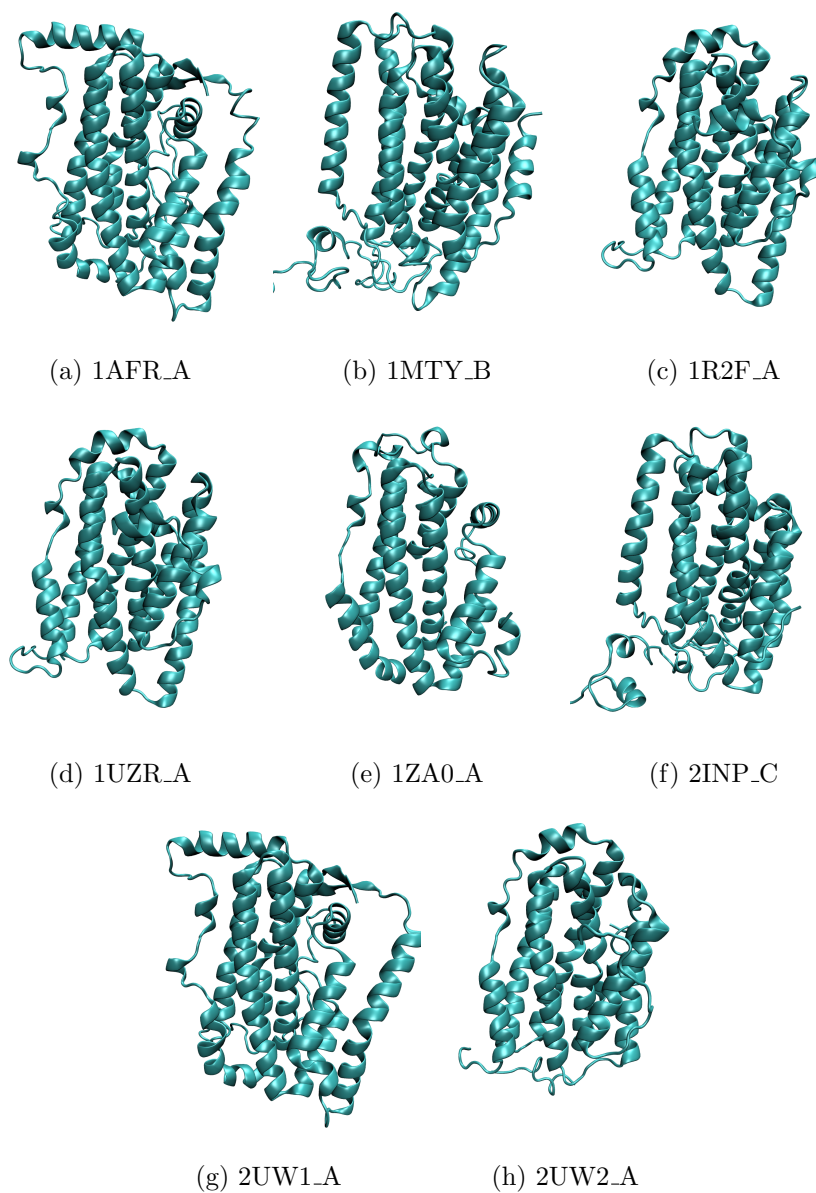 (a) 1AFR_A (b) 1MTY_B (c) 1R2F_A
(d) 1UZR_A (e) 1ZA0_A (f) 2INP_C
(g) 2UW1_A (h) 2UW2_A